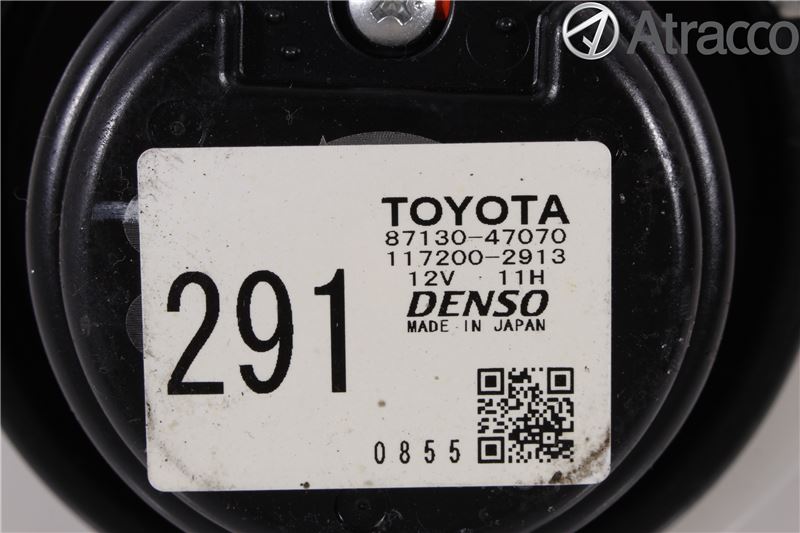 Atracco
TOYOTA
87130-47070
117200-2913
12V 11H
DENSO
MADE IN JAPAN
291
0855